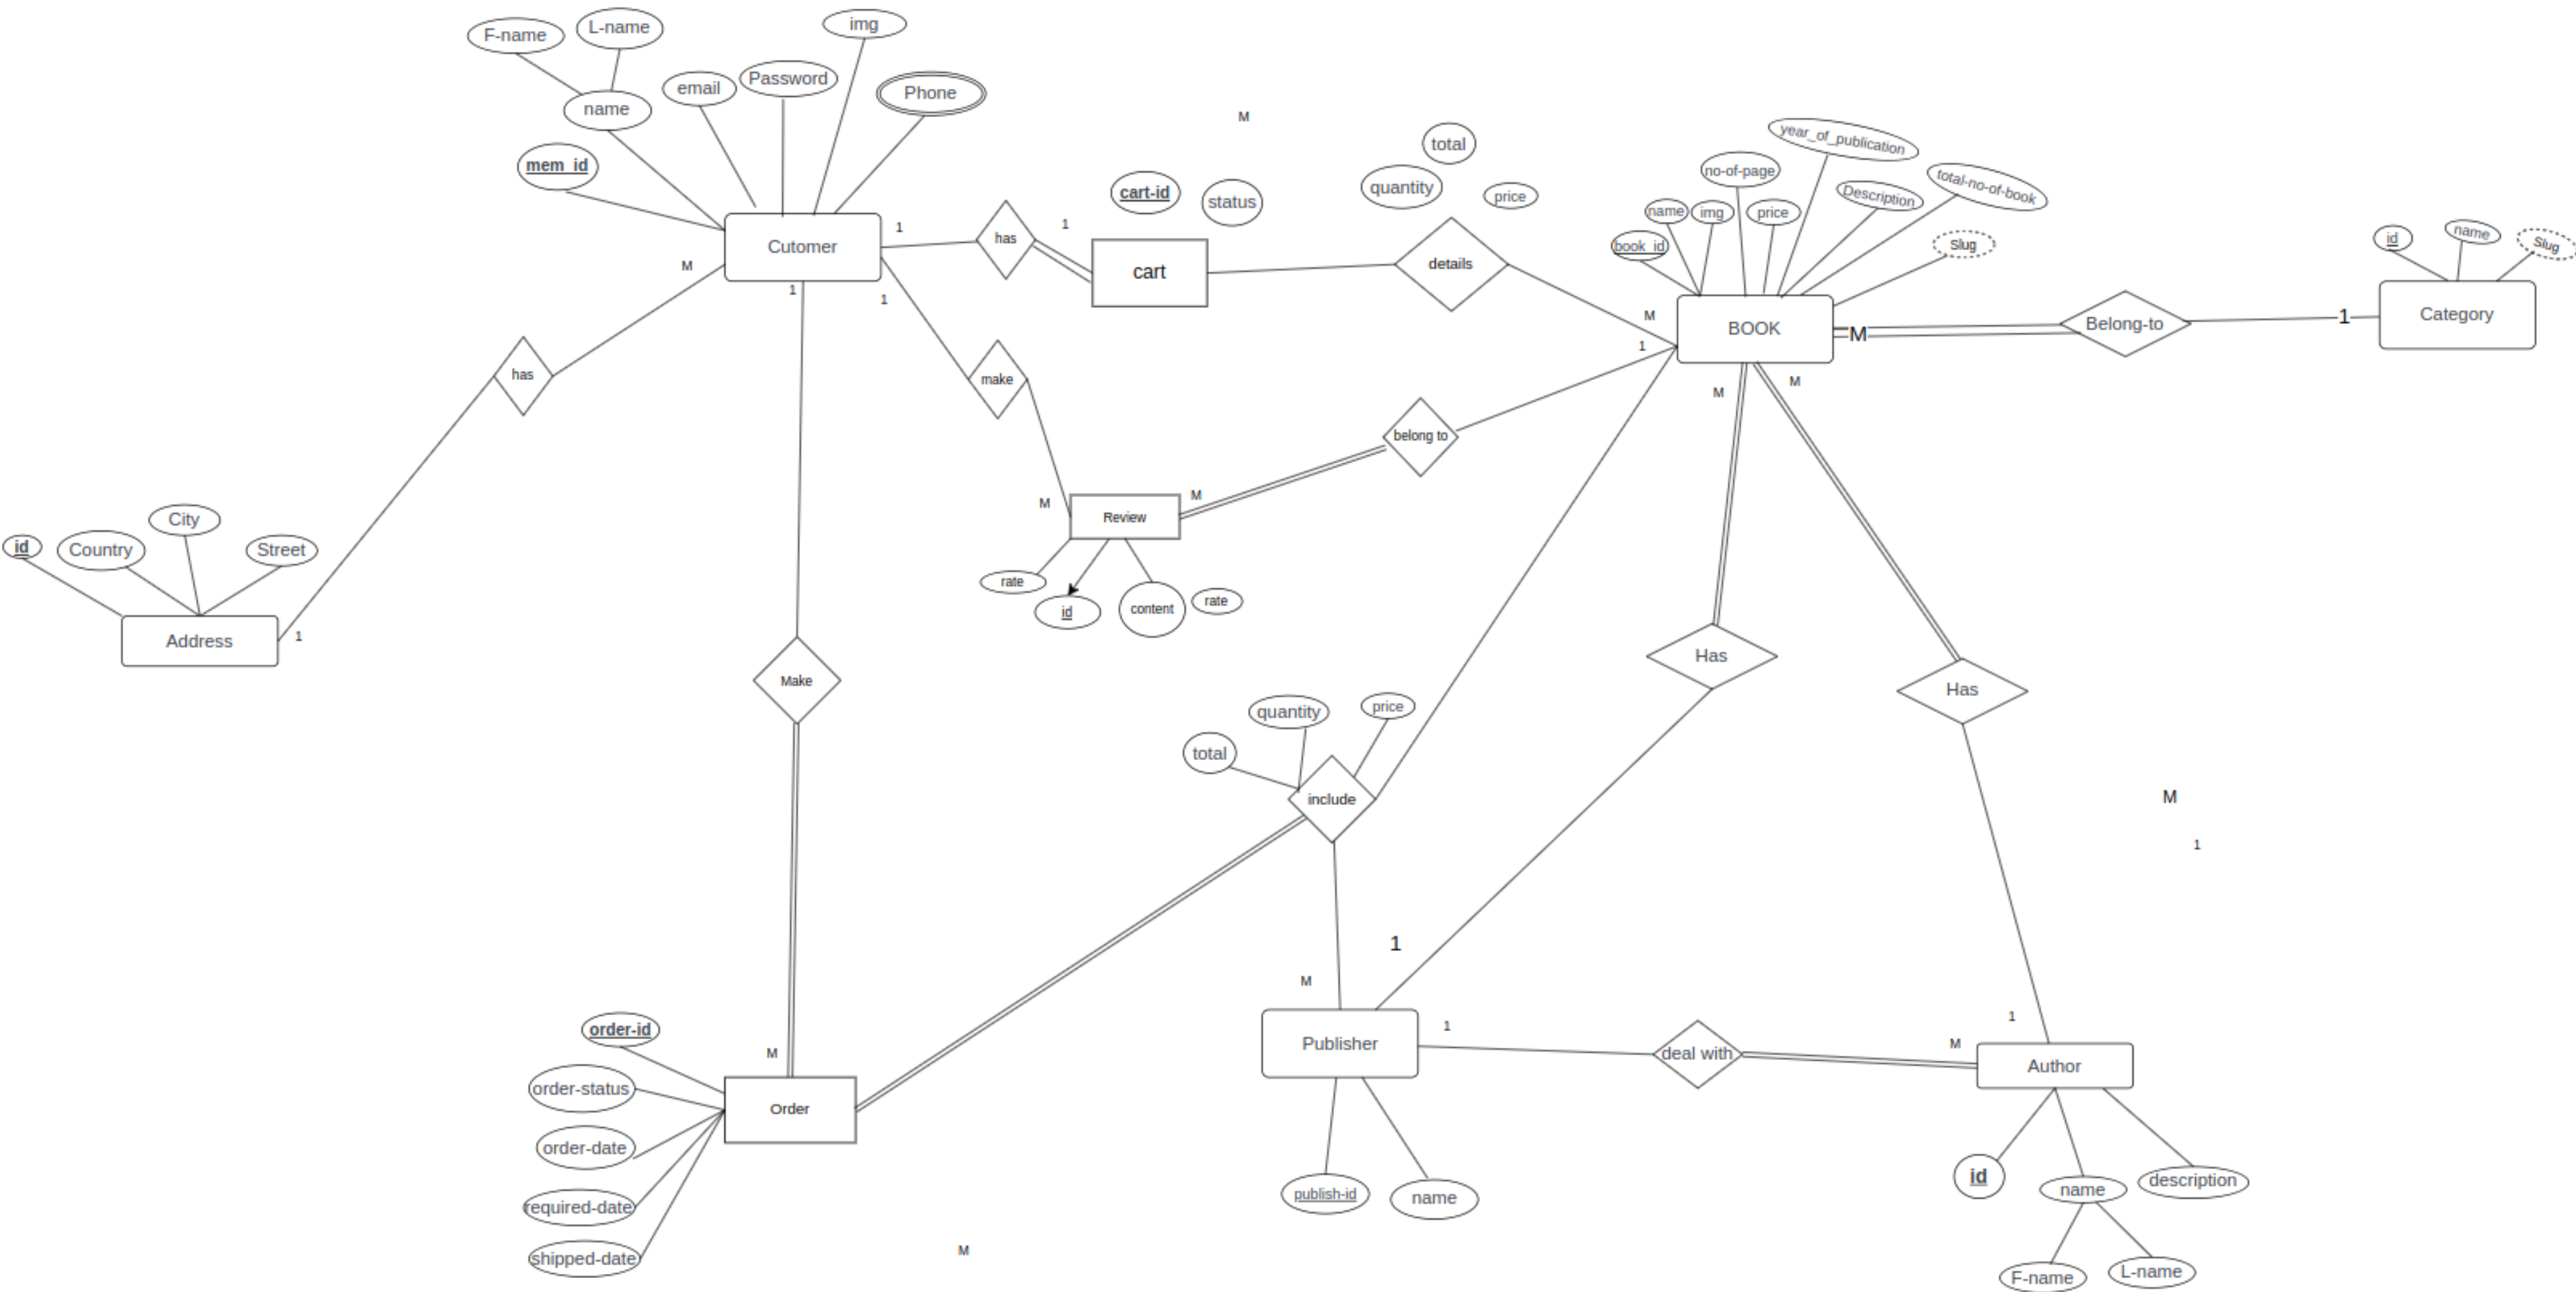 F-name
L-name
img
email
Password
Phone
name
mem_id
M
total
cart-id
status
quantity
price
year_of_publication
no-of-page
Description
total-no-of-book
name
img
price
book_id
Slug
id
name
Slug
Cutomer
1
has
1
cart
details
M
1
BOOK
M
Belong-to
1
Category
M
1
1
has
make
belong to
M
M
M
Review
M
rate
id
content
rate
id
Country
City
Street
Address
1
Make
Has
Has
quantity
price
total
include
M
1
1
M
order-id
M
order-status
Order
order-date
required-date
shipped-date
M
Publisher
1
deal with
M
1
Author
publish-id
name
id
name
description
F-name
L-name